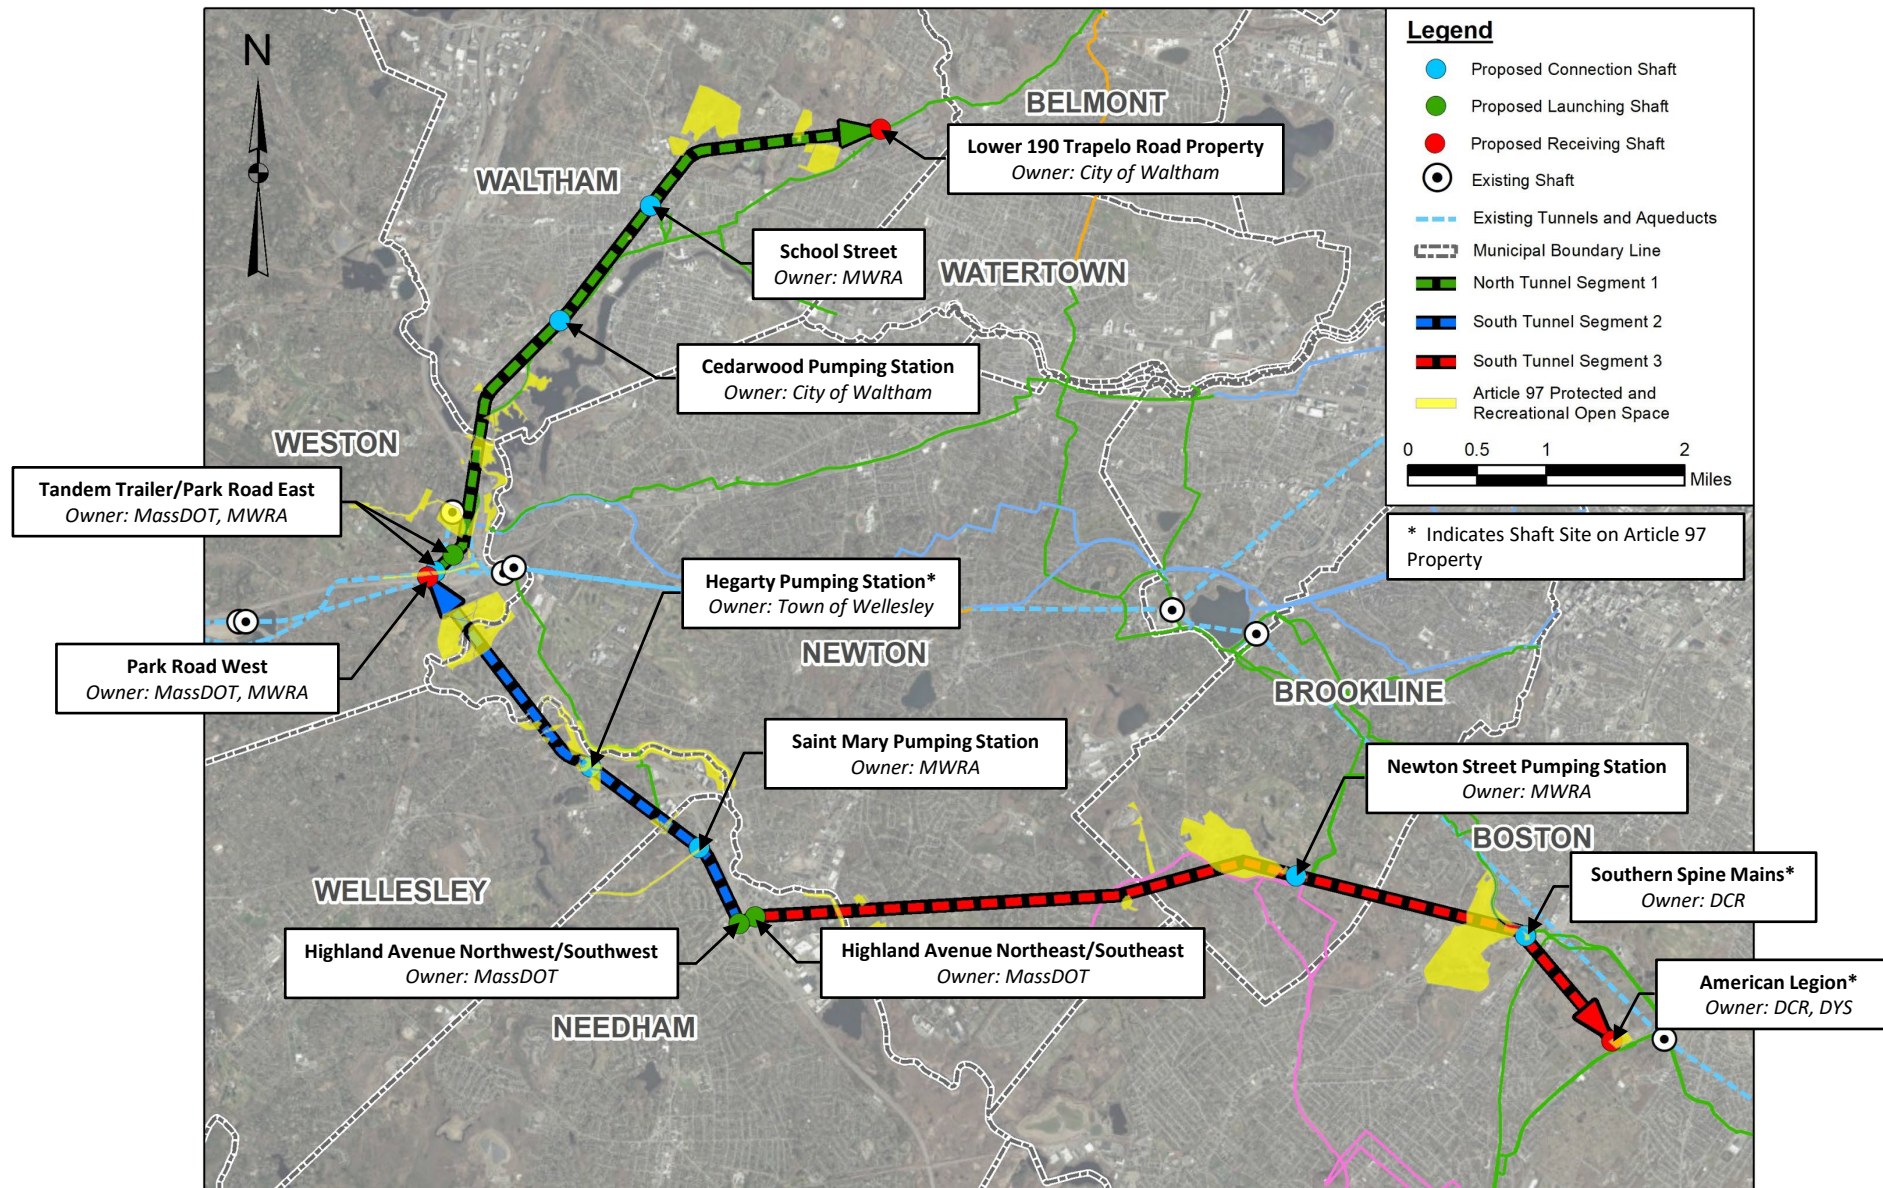 N
Legend
Proposed Connection Shaft
Proposed Launching Shaft
Proposed Receiving Shaft
Existing Shaft
Existing Tunnels and Aqueducts
Municipal Boundary Line
North Tunnel Segment 1
South Tunnel Segment 2
South Tunnel Segment 3
Article 97 Protected and
Recreational Open Space
0 0.5 1 2
Miles
* Indicates Shaft Site on Article 97
Property
BELMONT
Lower 190 Trapelo Road Property
Owner: City of Waltham
WALTHAM
School Street
Owner: MWRA
WATERTOWN
Cedarwood Pumping Station
Owner: City of Waltham
WESTON
Tandem Trailer/Park Road East
Owner: MassDOT, MWRA
Hegarty Pumping Station*
Owner: Town of Wellesley
NEWTON
Park Road West
Owner: MassDOT, MWRA
BROOKLINE
Saint Mary Pumping Station
Owner: MWRA
Newton Street Pumping Station
Owner: MWRA
BOSTON
WELLESLEY
Southern Spine Mains*
Owner: DCR
Highland Avenue Northwest/Southwest
Owner: MassDOT
Highland Avenue Northeast/Southeast
Owner: MassDOT
American Legion*
Owner: DCR, DYS
NEEDHAM